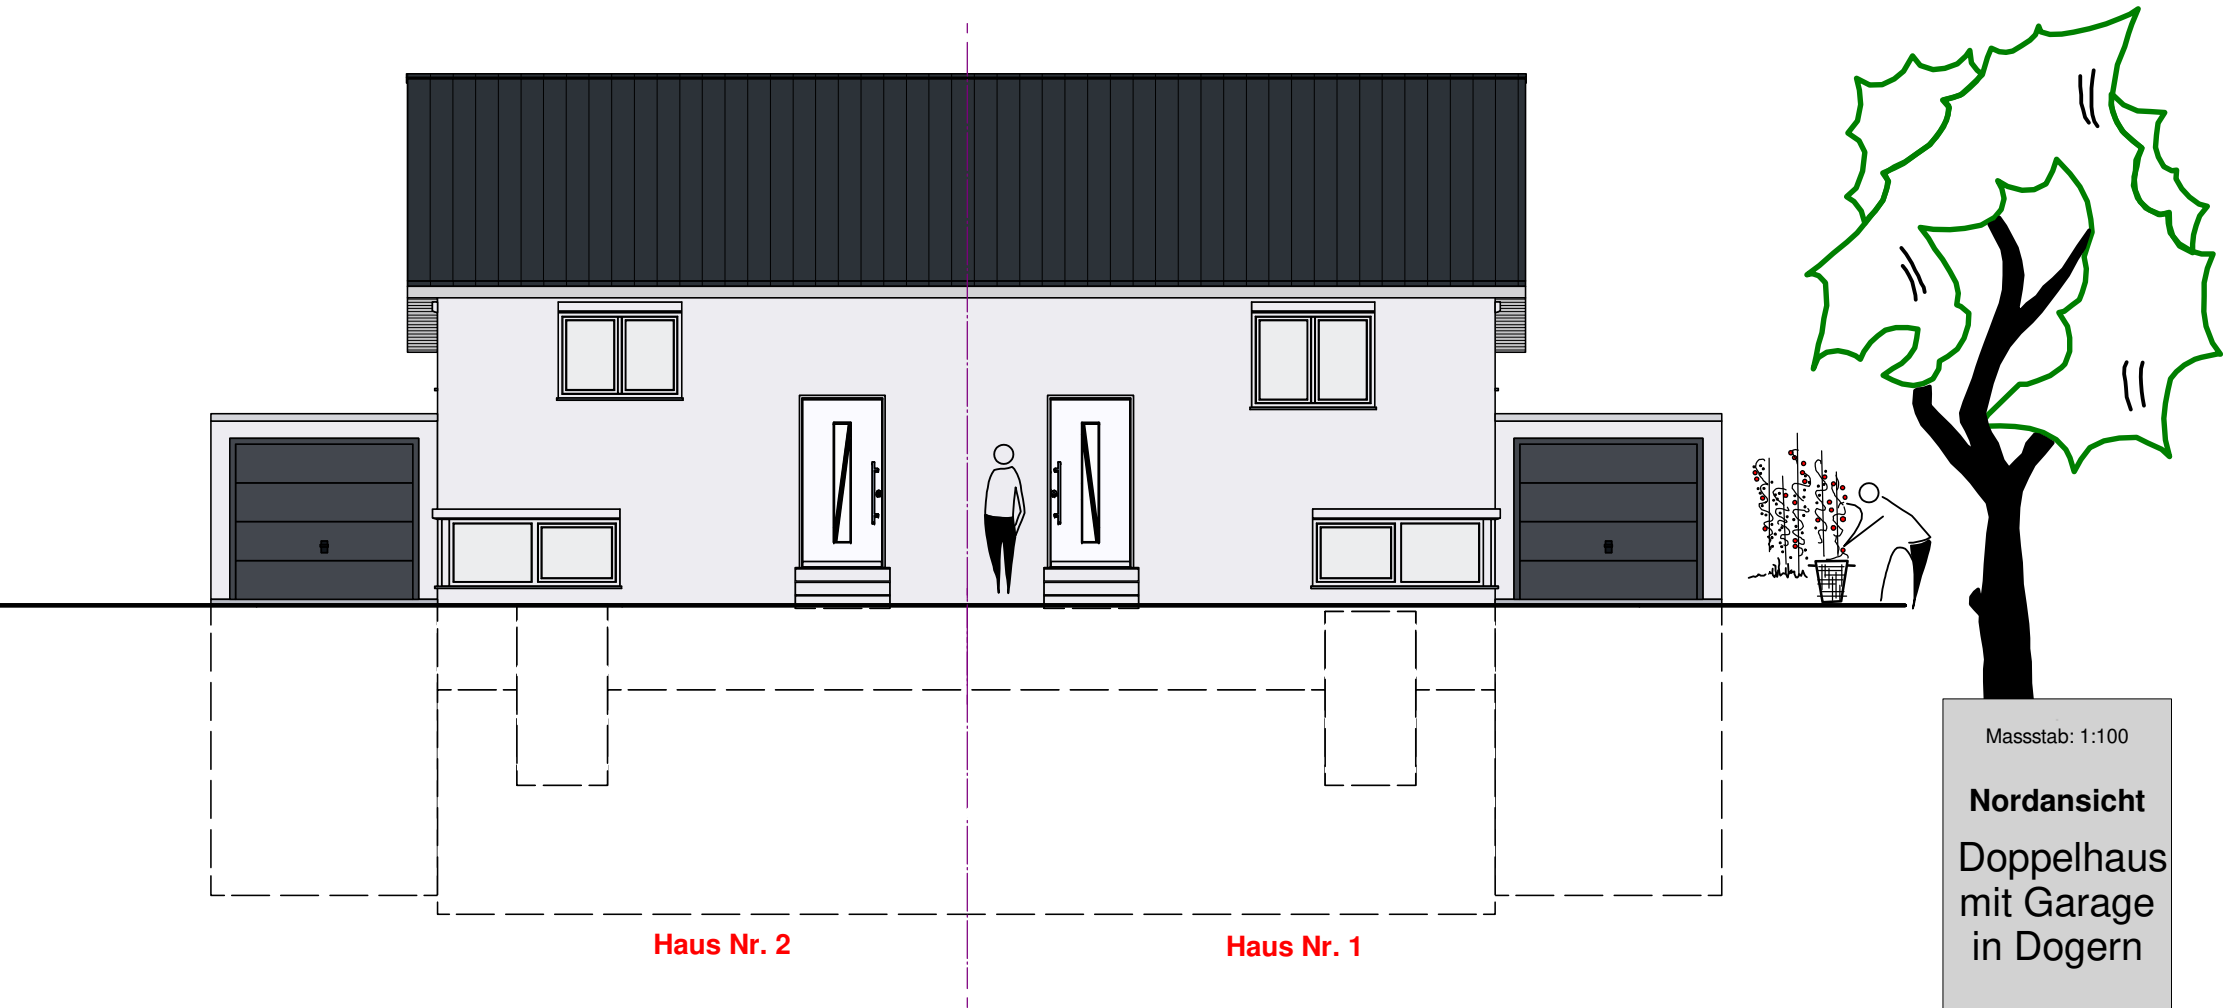 Massstab: 1:100
Nordansicht
Doppelhaus
mit Garage
in Dogern
Haus Nr. 2
Haus Nr. 1